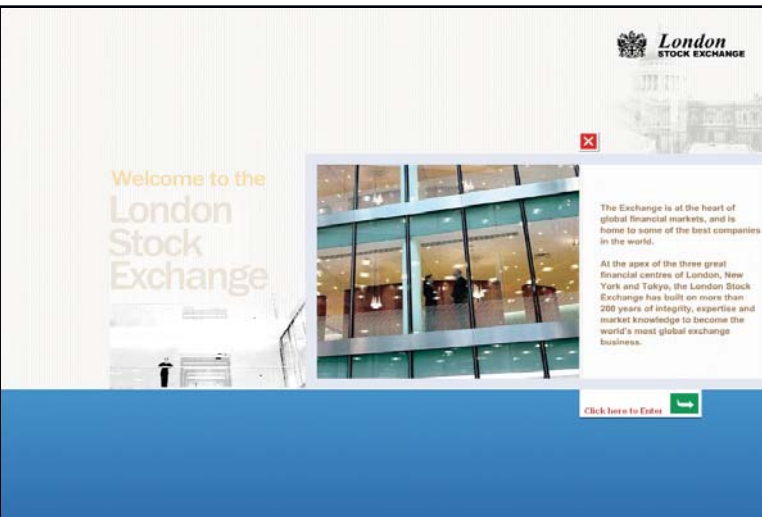 London
STOCK EXCHANGE
Welcome to the
London
Stock
Exchange
The Exchange is at the heart of
global financial markets, and is
home to some of the best companies
in the world.
At the apex of the three great
financial centres of London, New
York and Tokyo, the London Stock
Exchange has built on more than
200 years of integrity, expertise and
market knowledge to become the
world's most global exchange
business.
Click here to Enter